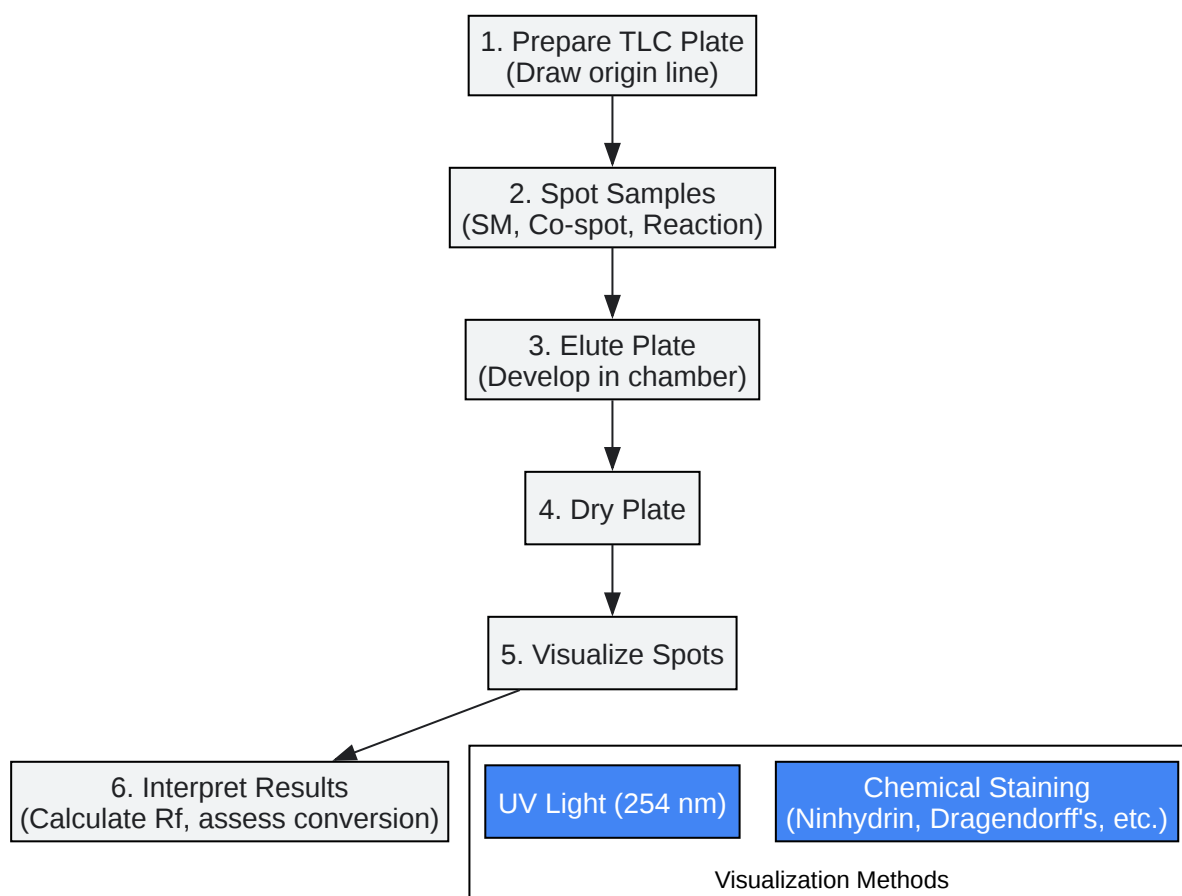 1. Prepare TLC Plate
(Draw origin line)
2. Spot Samples
(SM, Co-spot, Reaction)
3. Elute Plate
(Develop in chamber)
4. Dry Plate
5. Visualize Spots
6. Interpret Results
(Calculate Rf, assess conversion)
UV Light (254 nm)
Chemical Staining
(Ninhydrin, Dragendorff's, etc.)
Visualization Methods